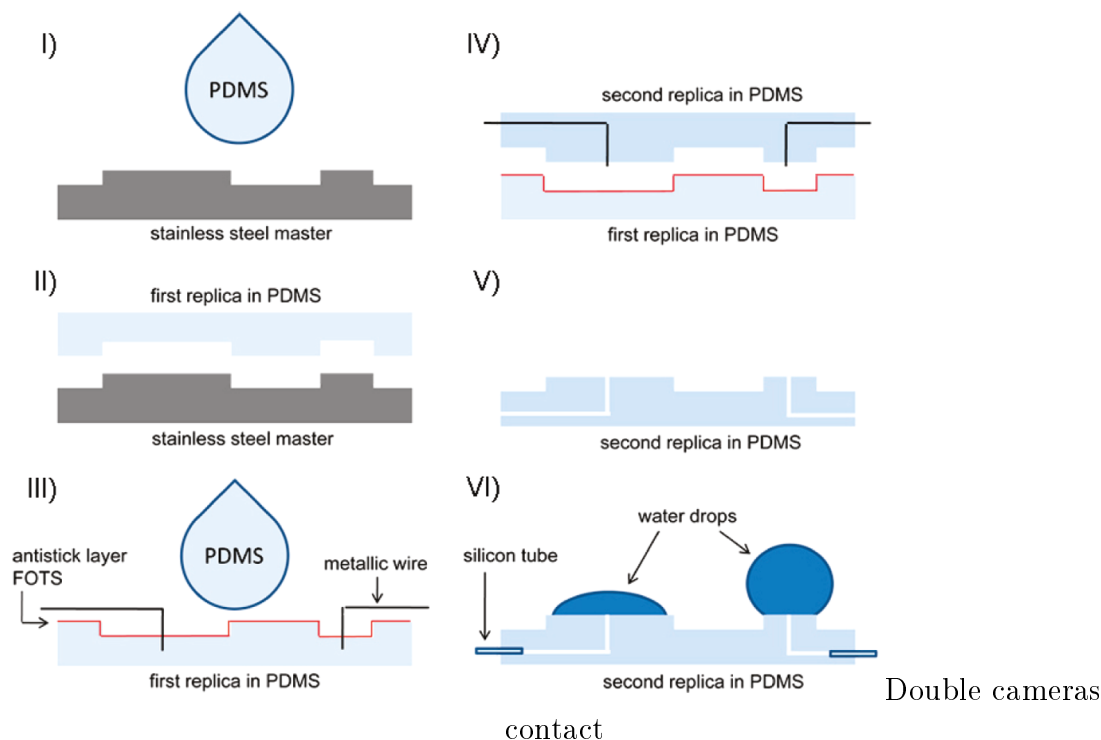 I)
PDMS
stainless steel master
II)
first replica in PDMS
stainless steel master
III)
PDMS
antistick layer
FOTS
metallic wire
first replica in PDMS
IV)
second replica in PDMS
first replica in PDMS
V)
second replica in PDMS
VI)
water drops
silicon tube
second replica in PDMS
Double cameras
contact